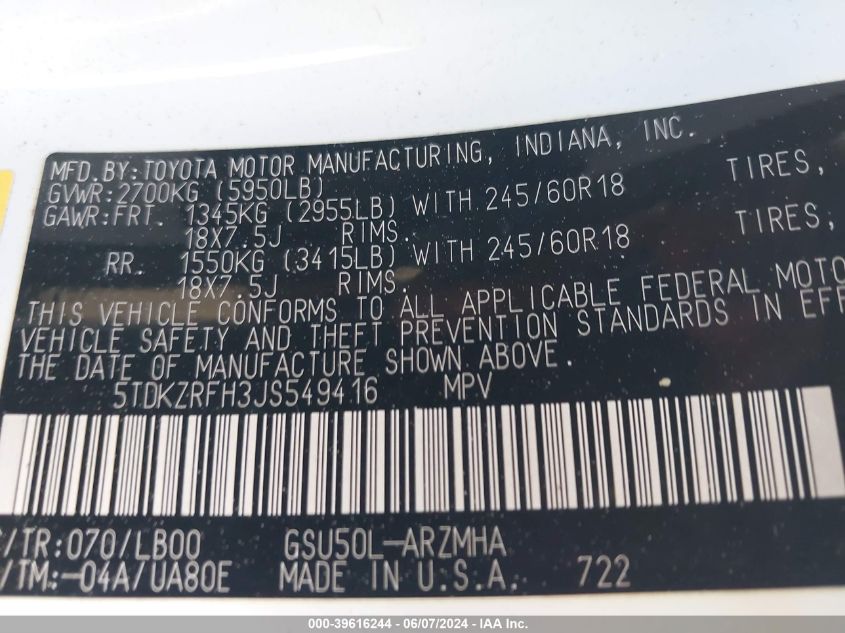 MFD.BY:TOYOTA MOTOR MANUFACTURING, INDIANA, INC.
GVWR:2700KG (5950LB)
GAWR:FRT. 1345KG (2955LB) WITH 245/60R18 TIRES,
18X7.5J RIMS.
RR. 1550KG (3415LB) WITH 245/60R18 TIRES,
18X7.5J RIMS.
THIS VEHICLE CONFORMS TO ALL APPLICABLE FEDERAL MOTO
VEHICLE SAFETY AND THEFT PREVENTION STANDARDS IN EFF
THE DATE OF MANUFACTURE SHOWN ABOVE.
5TDKZRFH3JS549416 MPV
/TR:070/LB00 GSU50L-ARZMHA
/TM:-04A/UA80E MADE IN U.S.A. 722
000-39616244 - 06/07/2024 - IAA Inc.